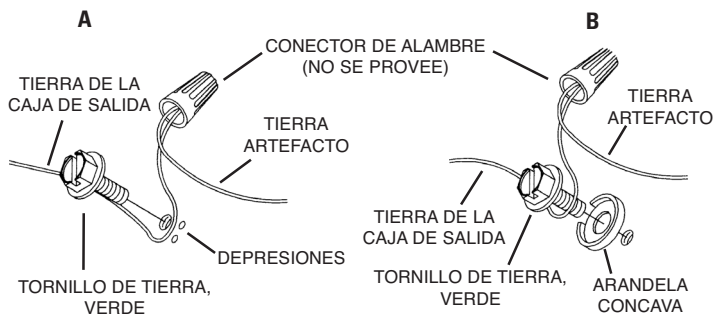 A
B
CONECTOR DE ALAMBRE
(NO SE PROVEE)
TIERRA DE LA
CAJA DE SALIDA
TIERRA
ARTEFACTO
DEPRESIONES
TORNILLO DE TIERRA,
VERDE
TIERRA
ARTEFACTO
TIERRA DE LA
CAJA DE SALIDA
TORNILLO DE TIERRA,
VERDE
ARANDELA
CONCAVA